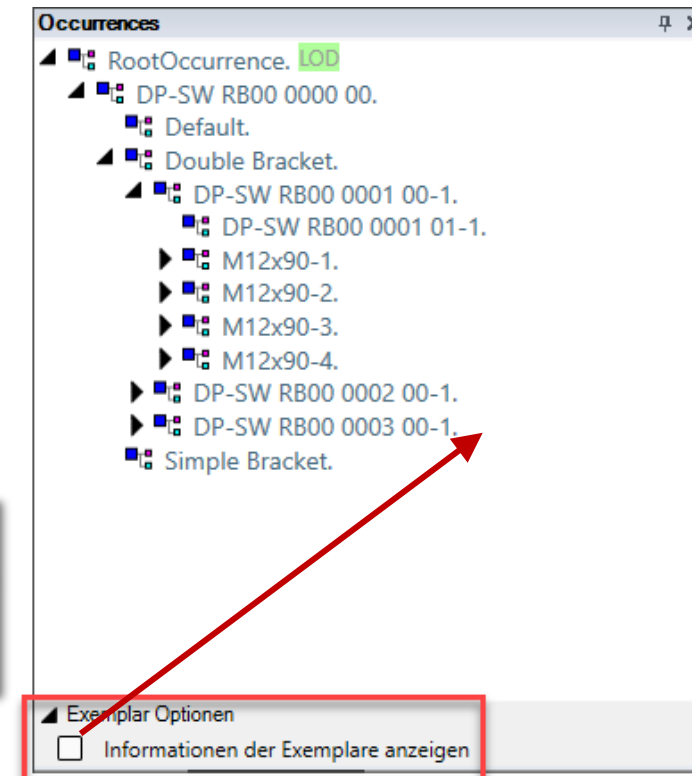 Occurrences
RootOccurrence. LOD
DP-SW RB00 0000 00.
Default.
Double Bracket.
DP-SW RB00 0001 00-1.
DP-SW RB00 0001 01-1.
M12x90-1.
M12x90-2.
M12x90-3.
M12x90-4.
DP-SW RB00 0002 00-1.
DP-SW RB00 0003 00-1.
Simple Bracket.
Exemplar Optionen
Informationen der Exemplare anzeigen